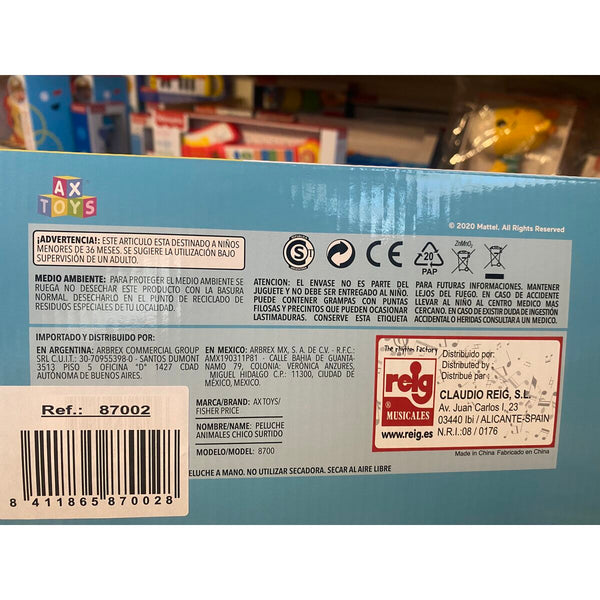 AX
TOYS
© 2020 Mattel. All Rights Reserved
¡ADVERTENCIA!: ESTE ARTICULO ESTA DESTINADO A NIÑOS
MENORES DE 36 MESES. SE SUGIERE LA UTILIZACIÓN BAJO
SUPERVISIÓN DE UN ADULTO.
S
CE
20
PAP
ZnMnO₂
MEDIO AMBIENTE: PARA PROTEGER EL MEDIO AMBIENTE SE
RUEGA NO DESECHAR ESTE PRODUCTO CON LA BASURA
NORMAL. DESECHARLO EN EL PUNTO DE RECICLADO DE
RESIDUOS ESPECIALES DE TU LOCALIDAD.
ATENCION: EL ENVASE NO ES PARTE DEL
JUGUETE Y NO DEBE SER ENTREGADO AL NIÑO.
PUEDE CONTENER GRAMPAS CON PUNTAS
FILOSAS Y PRECINTOS QUE PUEDEN OCASIONAR
LASTIMADURAS.
PARA FUTURAS INFORMACIONES. MANTENER
LEJOS DEL FUEGO. EN CASO DE ACCIDENTE
LLEVAR AL NIÑO AL CENTRO MEDICO MAS
CERCANO. EN CASO DE EXISTIR DUDA DE INGESTIÓN
ACCIDENTAL O HERIDAS CONSULTAR A UN MEDICO.
IMPORTADO Y DISTRIBUIDO POR:
EN ARGENTINA: ARBREX COMMERCIAL GROUP
SRL C.U.I.T.: 30-70955398-0 - SANTOS DUMONT
3513 PISO 5 OFICINA "D" 1427 CDAD
AUTÓNOMA DE BUENOS AIRES.
EN MEXICO: ARBREX MX, S.A. DE C.V. - R.F.C.:
AMX190311P81 - CALLE BAHIA DE GUANTA-
NAMO 79, COLONIA: VERÓNICA ANZURES,
MIGUEL HIDALGO C.P.: 11300, CIUDAD DE
MÉXICO, MEXICO.
MARCA/BRAND: AX TOYS/
FISHER PRICE
NOMBRE/NAME: PELUCHE
ANIMALES CHICO SURTIDO
MODELO/MODEL: 8700
PELUCHE A MANO. NO UTILIZAR SECADORA. SECAR AL AIRE LIBRE
The Rhythm Factory
reig
MUSICALES
www.reig.es
Distribuido por:
Distributed by:
Distribué par:
CLAUDIO REIG, S.L.
Av. Juan Carlos I, 23
03440 Ibi / ALICANTE-SPAIN
N.R.I.:08 / 0176
Made in China Fabricado en China
Ref.: 87002
8 411865 870028